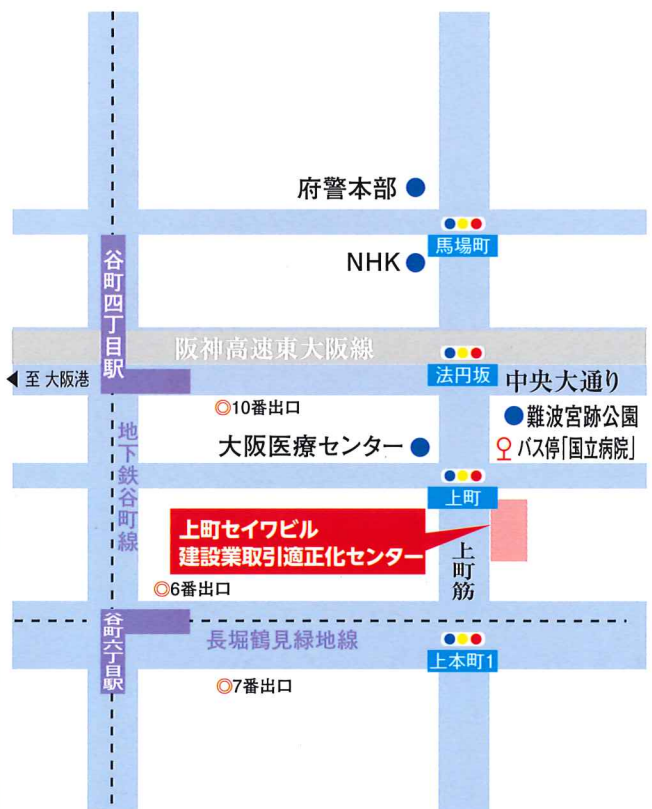 府警本部
馬場町
NHK
谷町四丁目駅
阪神高速東大阪線
至 大阪港
法円坂
中央大通り
◎10番出口
難波宮跡公園
大阪医療センター
バス停「国立病院」
地下鉄谷町線
上町
上町セイワビル
建設業取引適正化センター
上町筋
◎6番出口
谷町六丁目駅
長堀鶴見緑地線
上本町1
◎7番出口